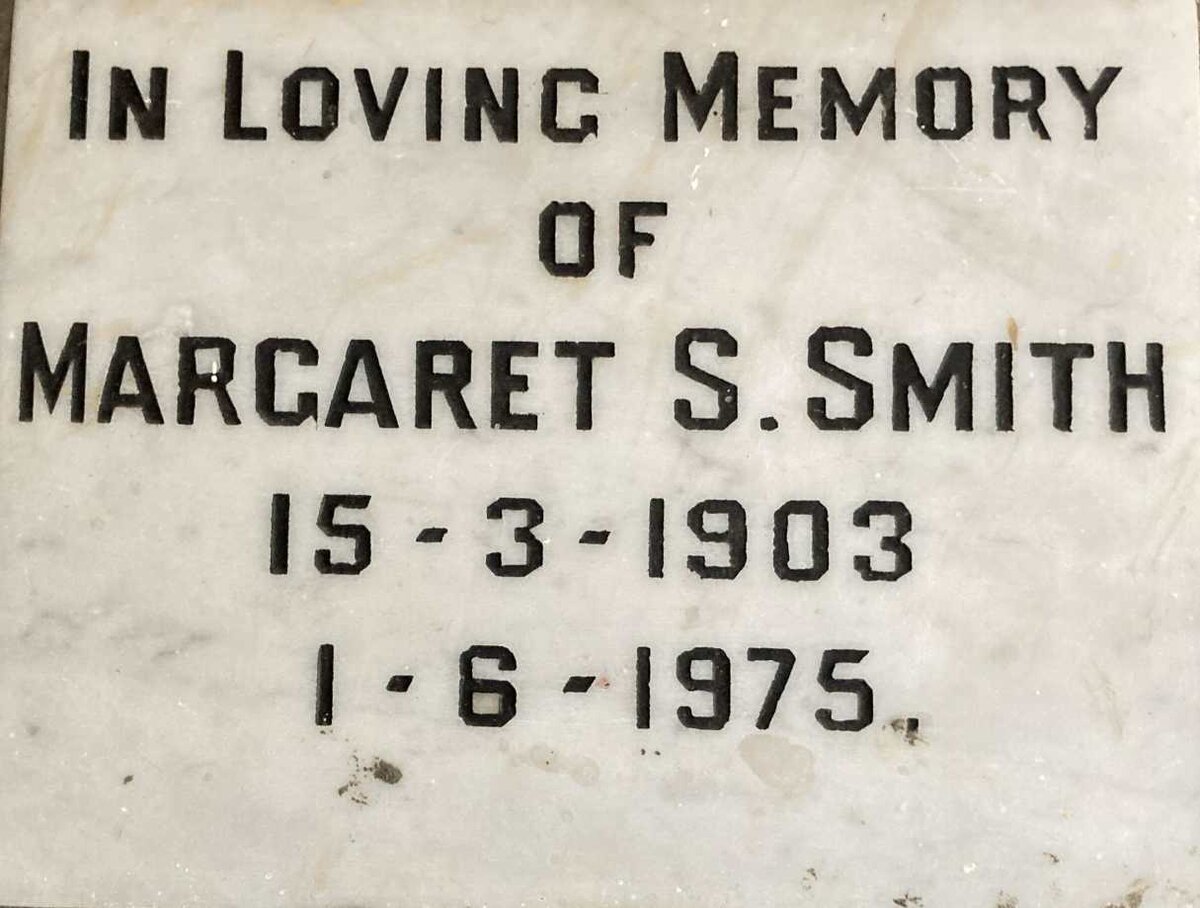 IN LOVING MEMORY
OF
MARGARET S. SMITH
15-3-1903
1-6-1975.